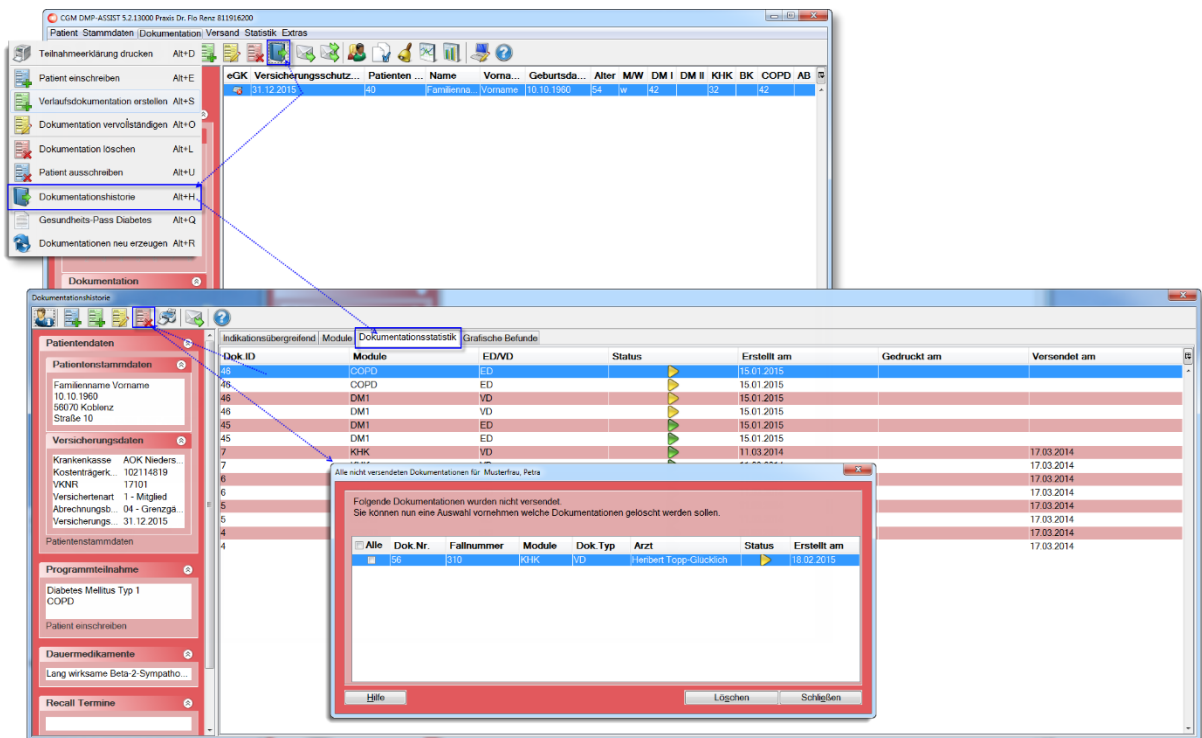 CGM DMP-ASSIST 5.2.13000 Praxis Dr. Flo Renz 811916200
Patient Stammdaten Dokumentation Versand Statistik Extras
Teilnahmeerklärung drucken Alt+D
Patient einschreiben Alt+E
Verlaufsdokumentation erstellen Alt+S
Dokumentation vervollständigen Alt+O
Dokumentation löschen Alt+L
Patient ausschreiben Alt+U
Dokumentationshistorie Alt+H
Gesundheits-Pass Diabetes Alt+Q
Dokumentationen neu erzeugen Alt+R
Dokumentation
eGK Versicherungsschutz... Patienten ... Name Vorna... Geburtsda... Alter M/W DM I DM II KHK BK COPD AB
31.12.2015 40 Familienna... Vorname 10.10.1960 54 w 42 32 42
Dokumentationshistorie
Patientendaten
Patientenstammdaten
Familienname Vorname
10.10.1960
56070 Koblenz
Straße 10
Versicherungsdaten
Krankenkasse AOK Nieders...
Kostenträgerk... 102114819
VKNR 17101
Versichertenart 1 - Mitglied
Abrechnungsb... 04 - Grenzgä...
Versicherungs... 31.12.2015
Patientenstammdaten
Programmteilnahme
Diabetes Mellitus Typ 1
COPD
Patient einschreiben
Dauermedikamente
Lang wirksame Beta-2-Sympatho...
Recall Termine
Indikationsübergreifend Module Dokumentationsstatistik Grafische Befunde
Dok.ID Module ED/VD Status Erstellt am Gedruckt am Versendet am
46 COPD ED 15.01.2015
46 COPD ED 15.01.2015
46 DM1 VD 15.01.2015
46 DM1 VD 15.01.2015
45 DM1 ED 15.01.2015
45 DM1 ED 15.01.2015
7 KHK VD 11.03.2014 17.03.2014
7 17.03.2014
6 17.03.2014
6 17.03.2014
5 17.03.2014
5 17.03.2014
4 17.03.2014
4 17.03.2014
Alle nicht versendeten Dokumentationen für Musterfrau, Petra
Folgende Dokumentationen wurden nicht versendet.
Sie können nun eine Auswahl vornehmen welche Dokumentationen gelöscht werden sollen.
Alle Dok.Nr. Fallnummer Module Dok.Typ Arzt Status Erstellt am
56 310 KHK VD Heribert Topp-Glücklich 18.02.2015
Hilfe Löschen Schließen